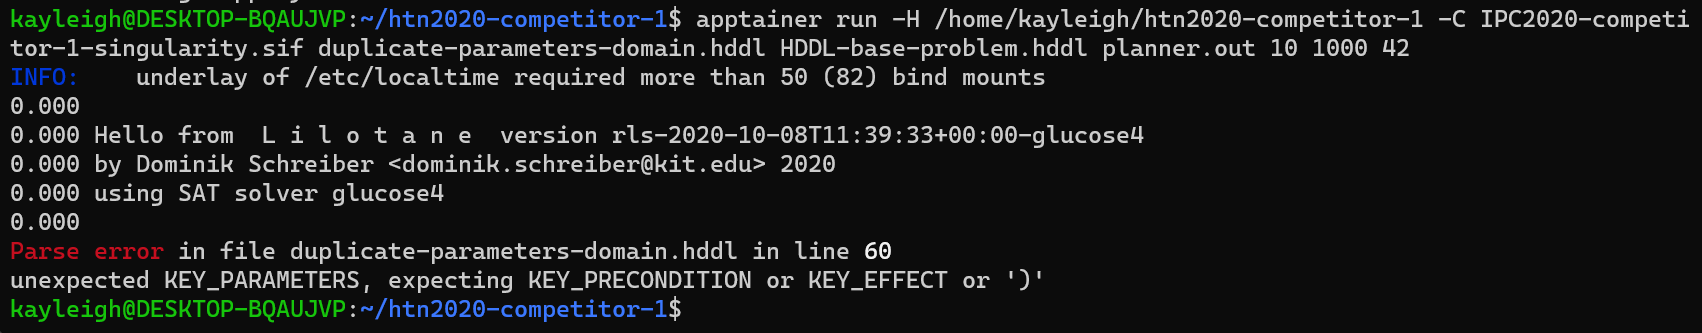 kayleigh@DESKTOP-BQAUJVP:~/htn2020-competitor-1$ apptainer run -H /home/kayleigh/htn2020-competitor-1 -C IPC2020-competi
tor-1-singularity.sif duplicate-parameters-domain.hddl HDDL-base-problem.hddl planner.out 10 1000 42
INFO:    underlay of /etc/localtime required more than 50 (82) bind mounts
0.000
0.000 Hello from  L i l o t a n e  version rls-2020-10-08T11:39:33+00:00-glucose4
0.000 by Dominik Schreiber <dominik.schreiber@kit.edu> 2020
0.000 using SAT solver glucose4
0.000
Parse error in file duplicate-parameters-domain.hddl in line 60
unexpected KEY_PARAMETERS, expecting KEY_PRECONDITION or KEY_EFFECT or ')'
kayleigh@DESKTOP-BQAUJVP:~/htn2020-competitor-1$